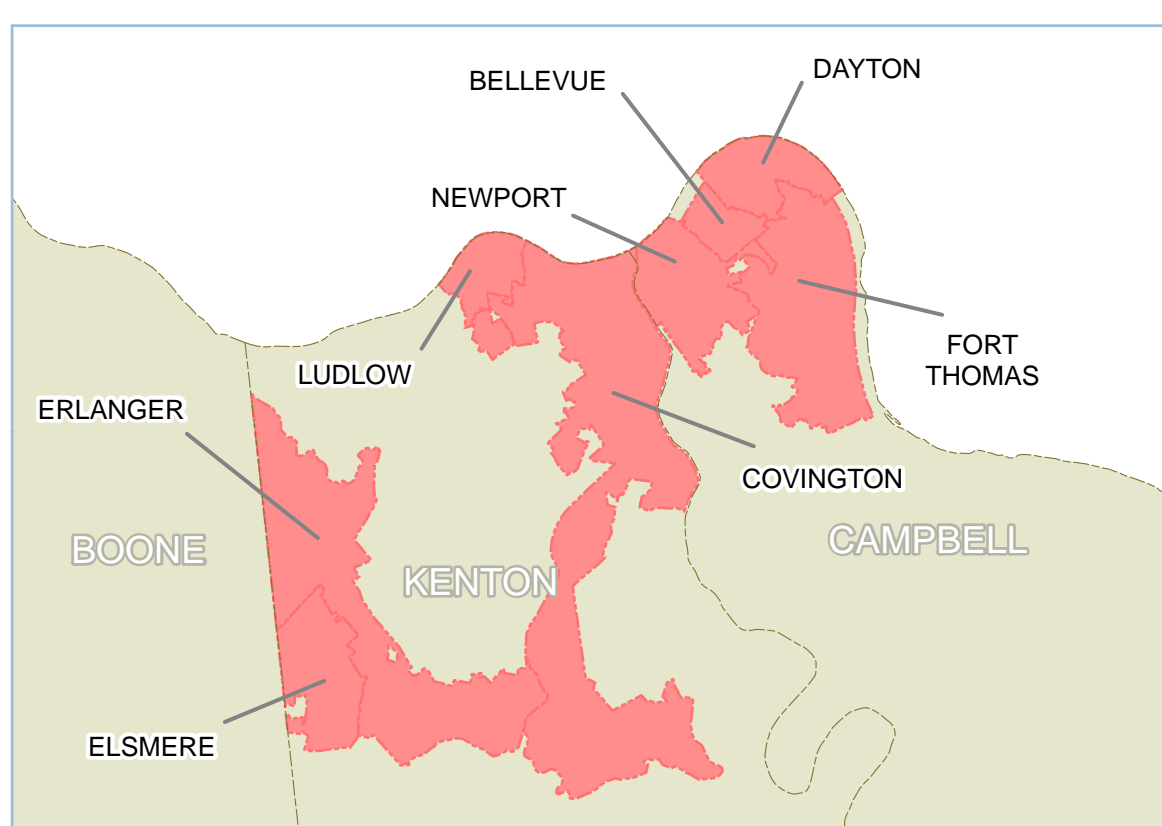 DAYTON
BELLEVUE
NEWPORT
FORT
THOMAS
LUDLOW
ERLANGER
COVINGTON
BOONE
CAMPBELL
KENTON
ELSMERE